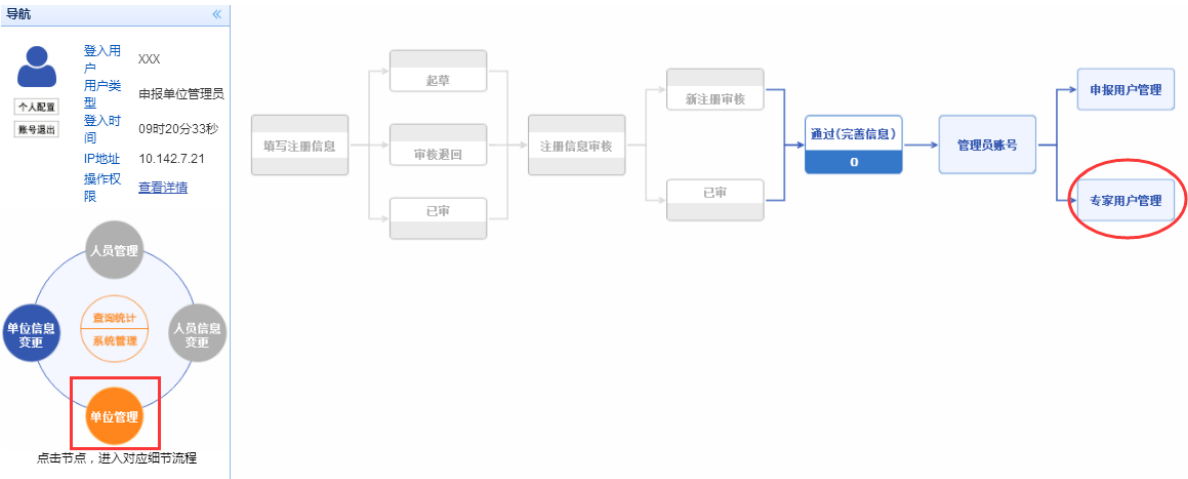 导航
«
登入用
户
XXX
用户类
型
申报单位管理员
个人配置
账号退出
登入时
间
09时20分33秒
IP地址
10.142.7.21
操作权
限
查看详情
人员管理
单位信息
变更
查询统计
系统管理
人员信息
变更
单位管理
点击节点，进入对应细节流程
填写注册信息
起草
审核退回
已审
注册信息审核
新注册审核
已审
通过(完善信息)
0
管理员账号
申报用户管理
专家用户管理